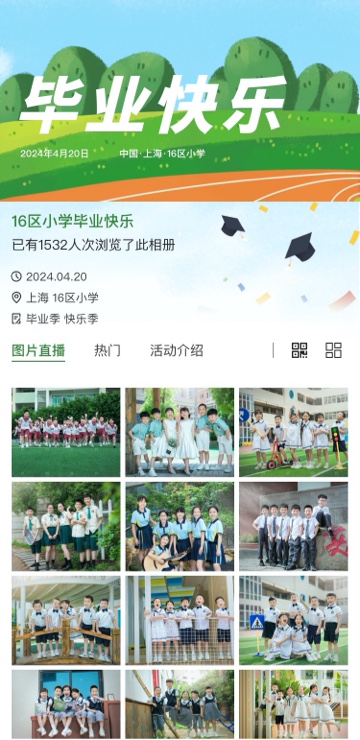 毕业快乐
2024年4月20日 中国·上海·16区小学
16区小学毕业快乐
已有1532人次浏览了此相册
2024.04.20
上海 16区小学
毕业季 快乐季
图片直播 热门 活动介绍